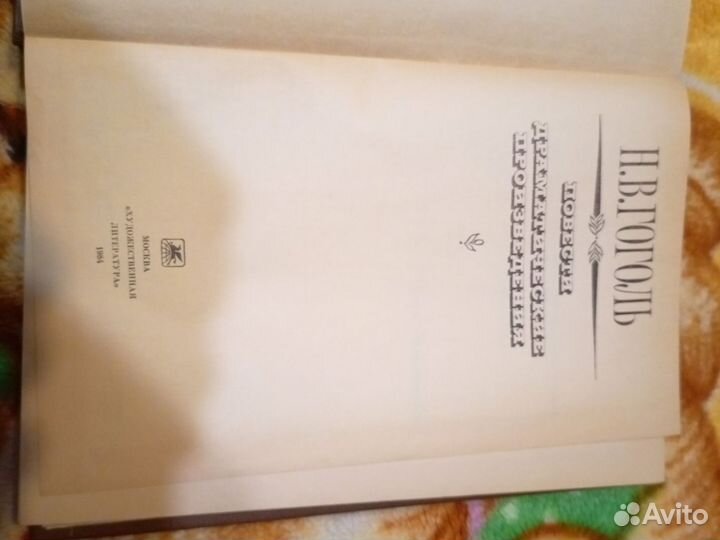 Н.В.ГОГОЛЬ
ПОВЕСТИ
ДРАМАТИЧЕСКИЕ
ПРОИЗВЕДЕНИЯ
МОСКВА
«ХУДОЖЕСТВЕННАЯ
ЛИТЕРАТУРА»
1984
Avito